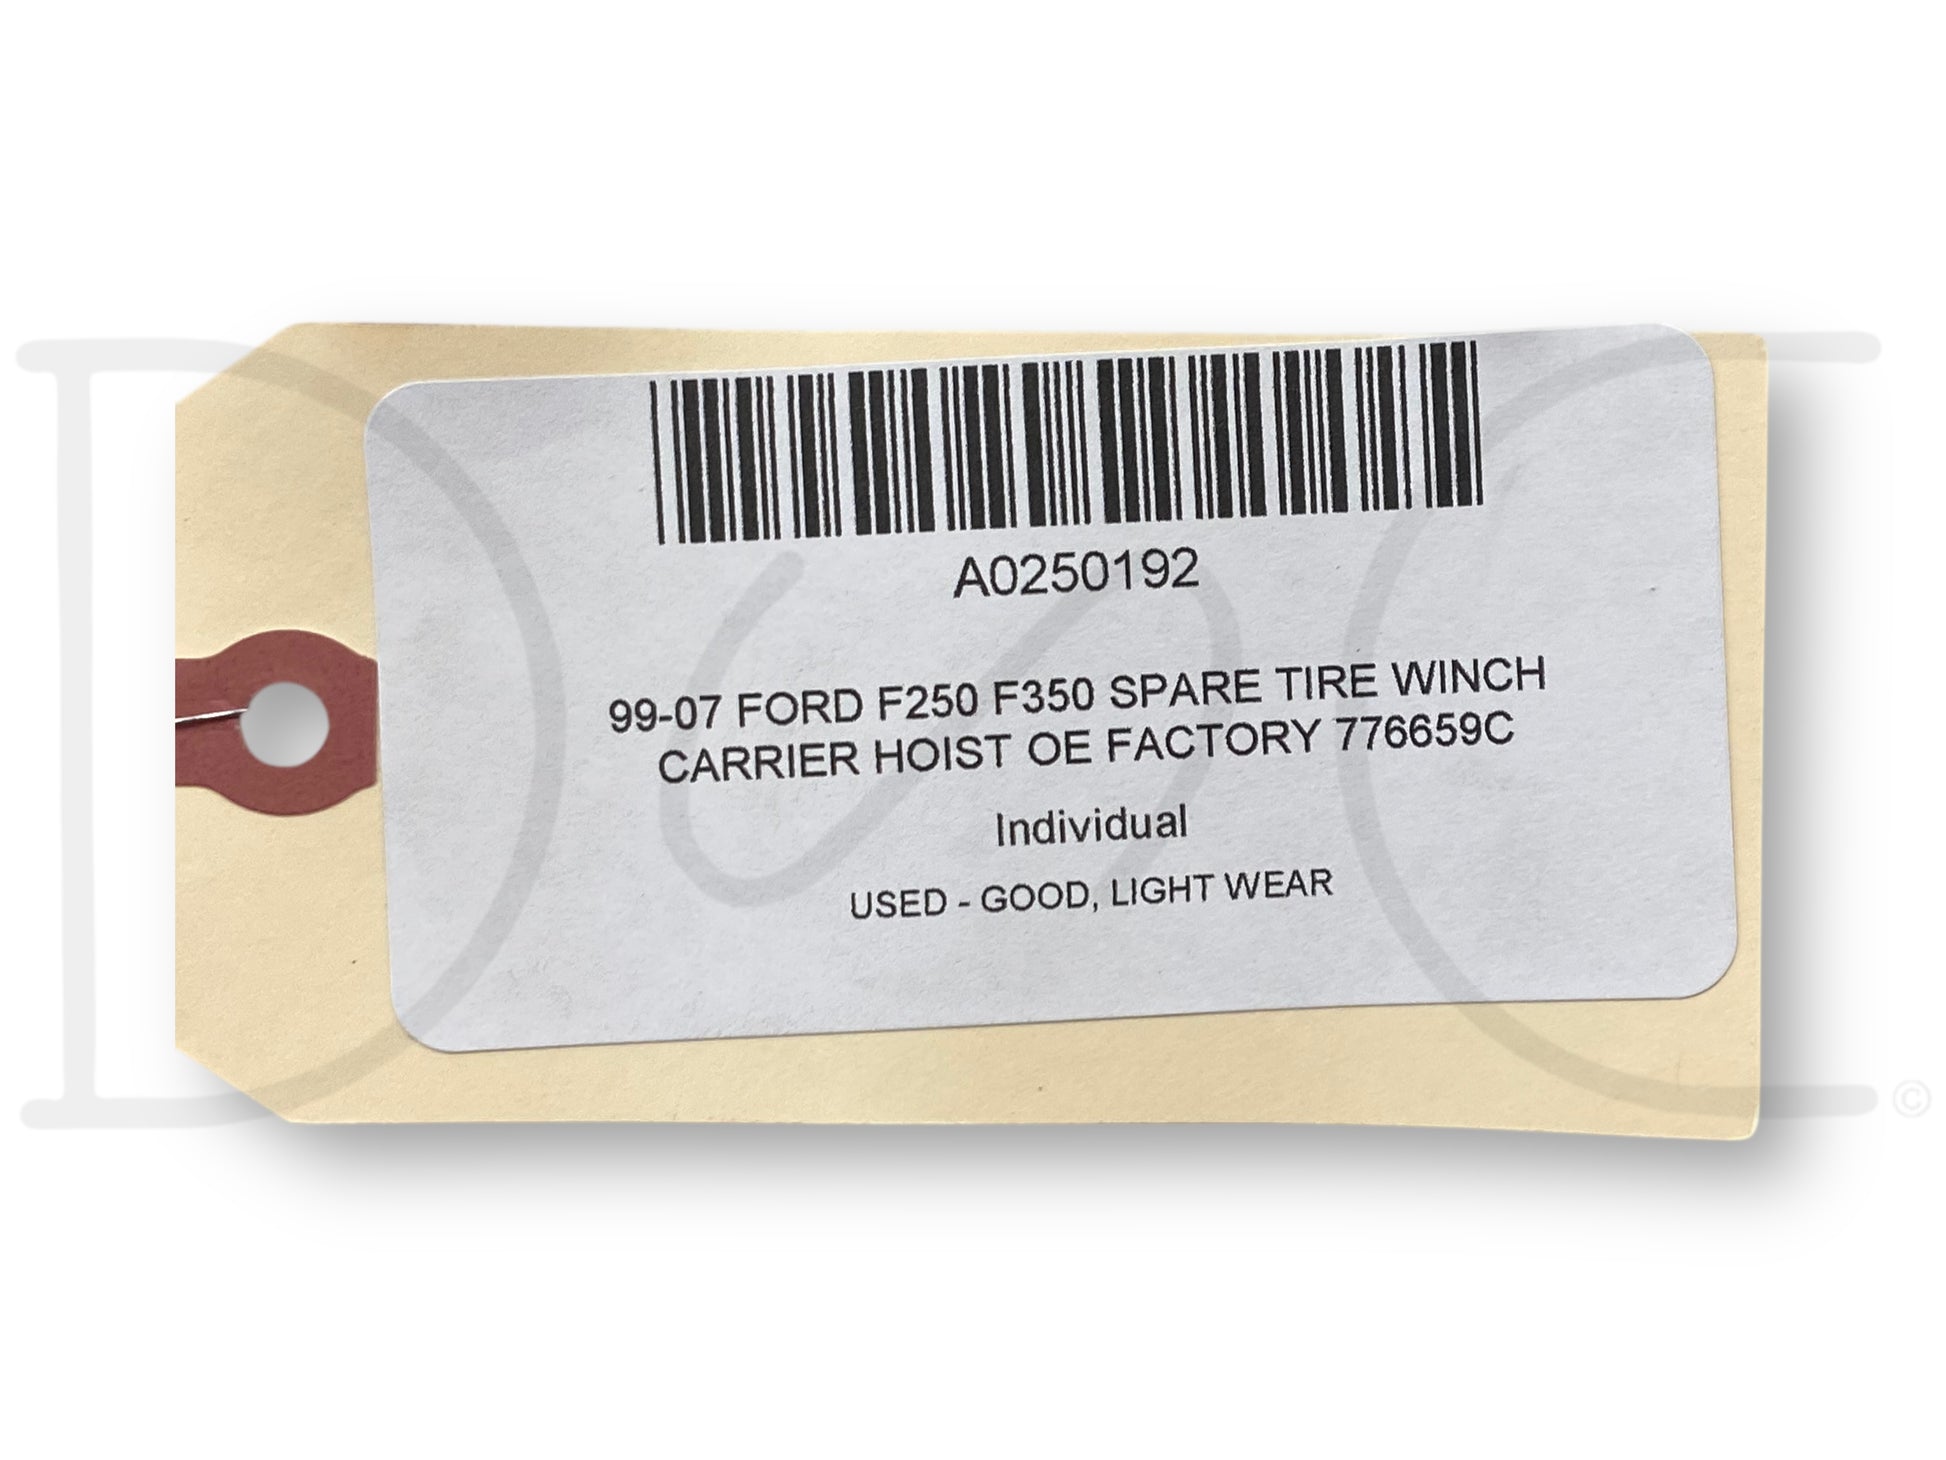 A0250192
99-07 FORD F250 F350 SPARE TIRE WINCH
CARRIER HOIST OE FACTORY 776659C
Individual
USED - GOOD, LIGHT WEAR
©